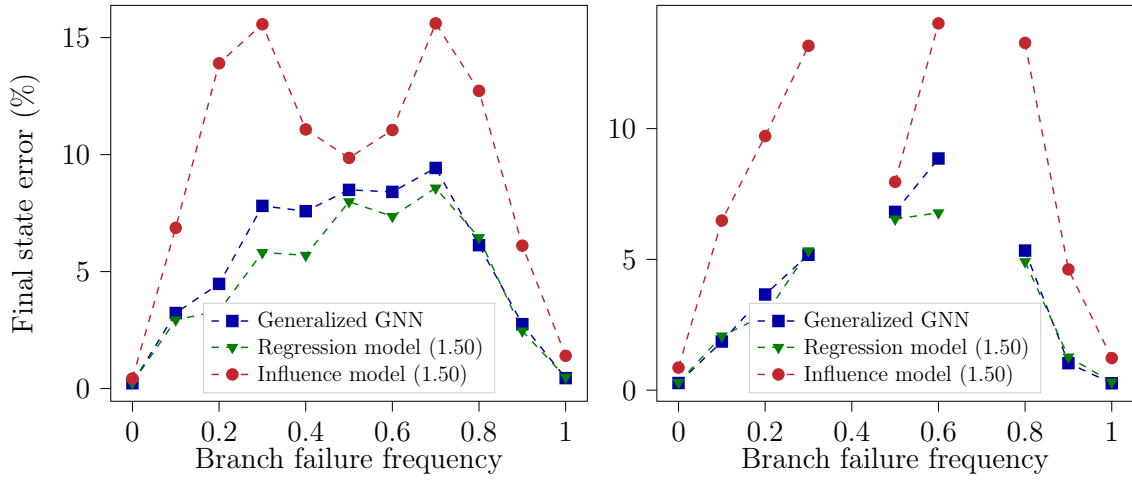 Final state error (%)
15
10
5
0
Generalized GNN
Regression model (1.50)
Influence model (1.50)
0 0.2 0.4 0.6 0.8 1
Branch failure frequency
10
5
0
Generalized GNN
Regression model (1.50)
Influence model (1.50)
0 0.2 0.4 0.6 0.8 1
Branch failure frequency